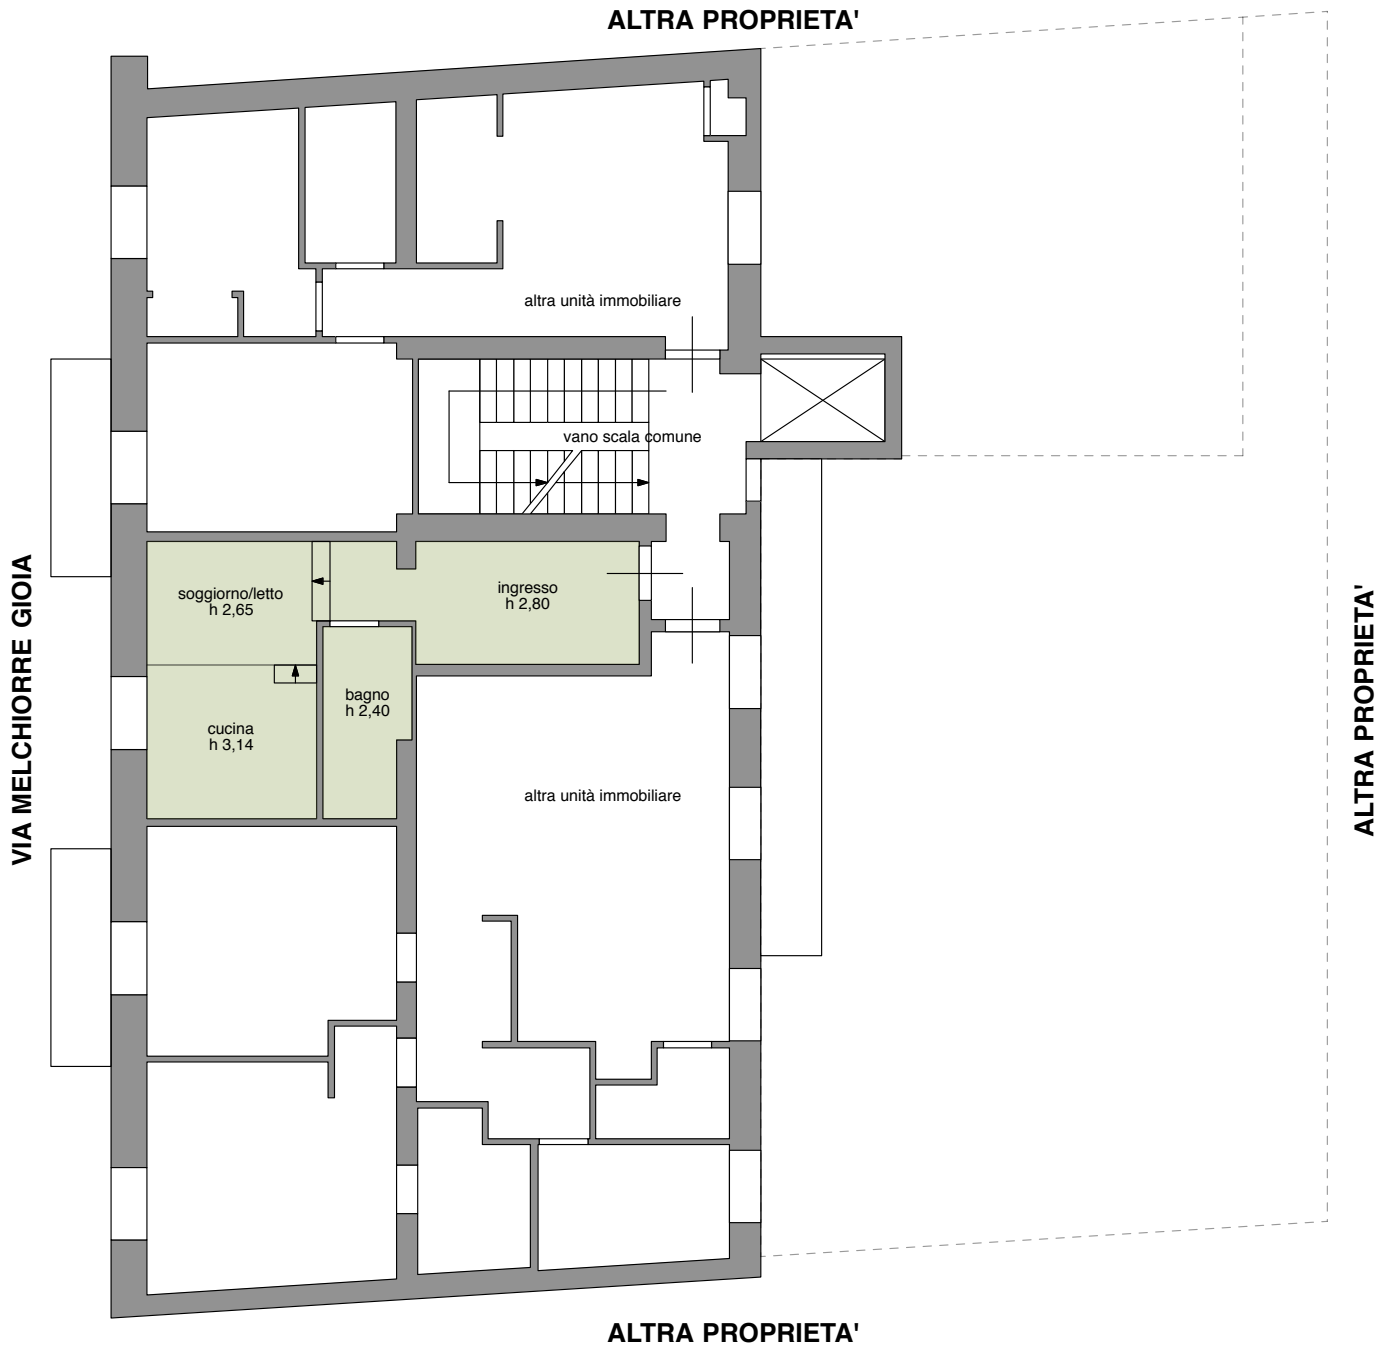 ALTRA PROPRIETA'
altra unità immobiliare
vano scala comune
VIA MELCHIORRE GIOIA
soggiorno/letto
h 2,65
ingresso
h 2,80
bagno
h 2,40
cucina
h 3,14
altra unità immobiliare
ALTRA PROPRIETA'
ALTRA PROPRIETA'